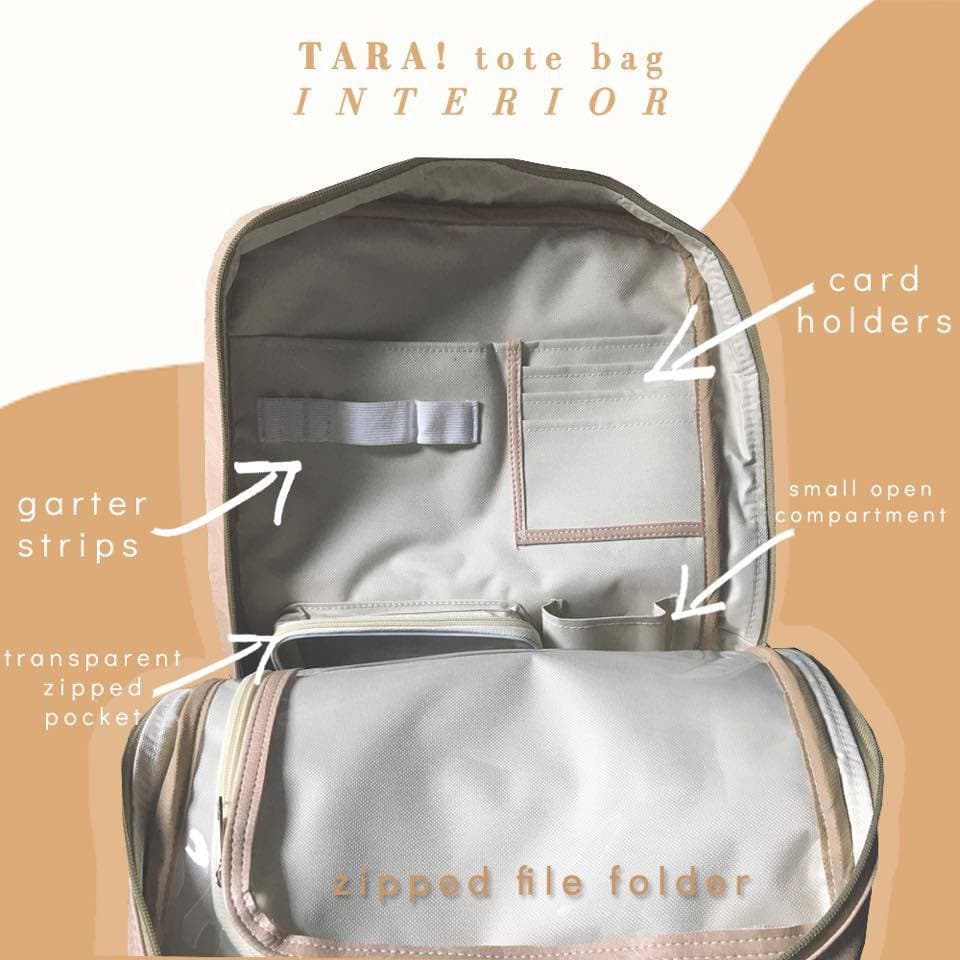 TARA! tote bag
INTERIOR
card
holders
garter
strips
small open
compartment
transparent
zipped
pocket
zipped file folder